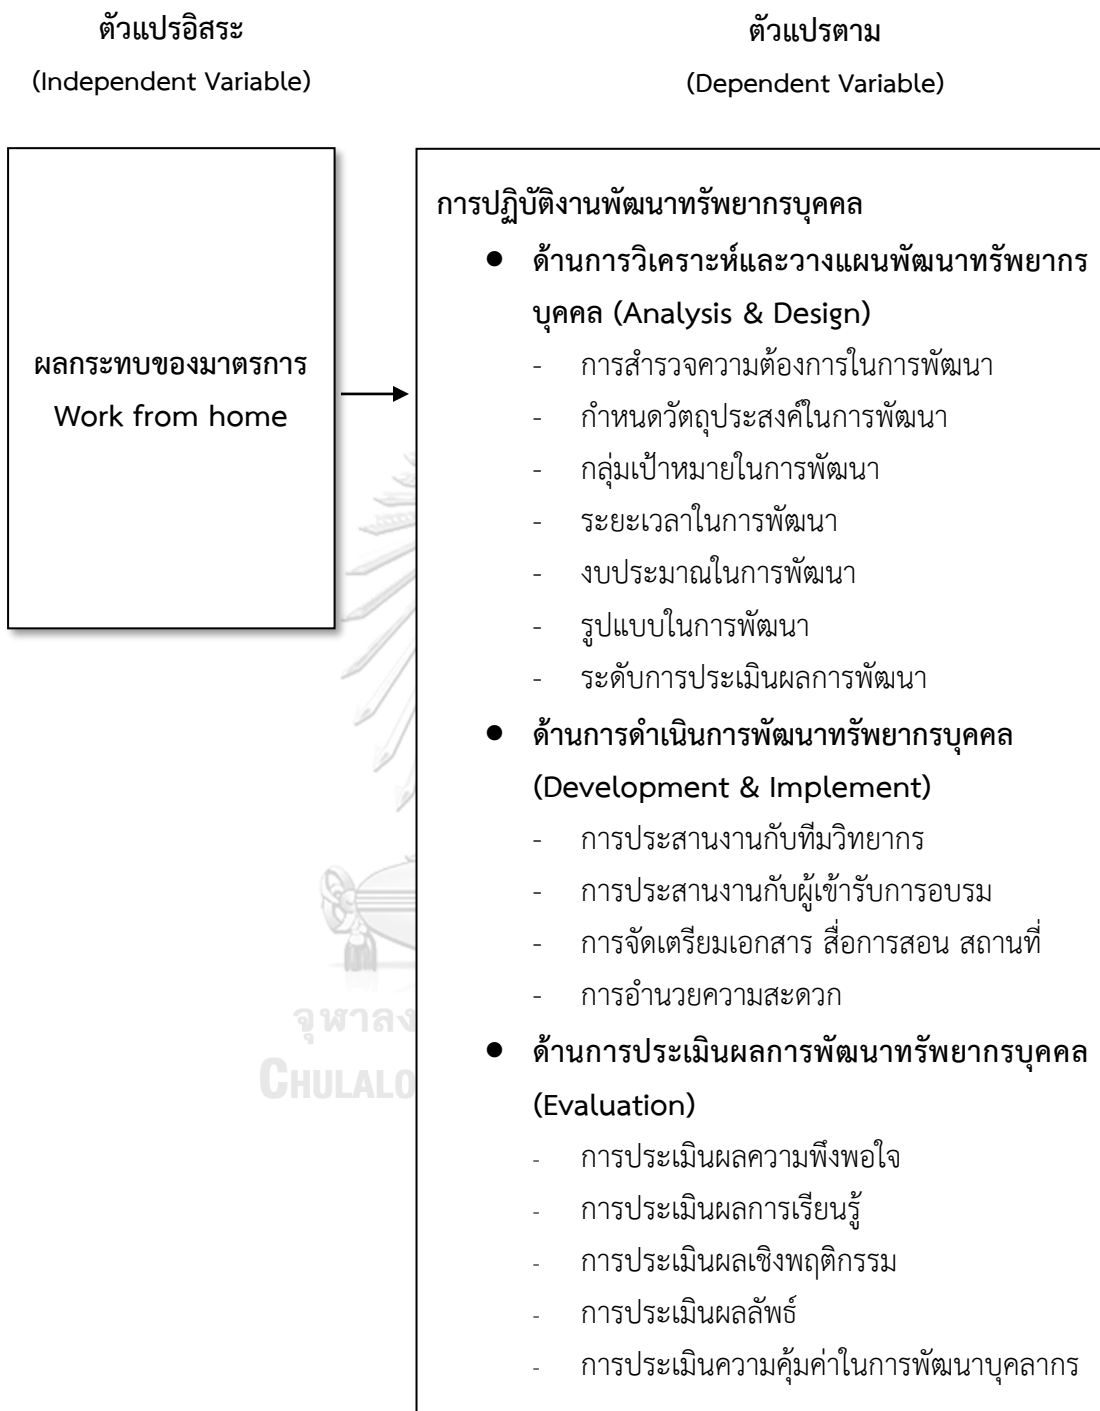 ตัวแปรอิสระ
(Independent Variable)
ตัวแปรตาม
(Dependent Variable)
ผลกระทบของมาตรการ
Work from home
การปฏิบัติงานพัฒนาทรัพยากรบุคคล
● ด้านการวิเคราะห์และวางแผนพัฒนาทรัพยากร
บุคคล (Analysis & Design)
- การสำรวจความต้องการในการพัฒนา
- กำหนดวัตถุประสงค์ในการพัฒนา
- กลุ่มเป้าหมายในการพัฒนา
- ระยะเวลาในการพัฒนา
- งบประมาณในการพัฒนา
- รูปแบบในการพัฒนา
- ระดับการประเมินผลการพัฒนา
● ด้านการดำเนินการพัฒนาทรัพยากรบุคคล
(Development & Implement)
- การประสานงานกับทีมวิทยากร
- การประสานงานกับผู้เข้ารับการอบรม
- การจัดเตรียมเอกสาร สื่อการสอน สถานที่
- การอำนวยความสะดวก
● ด้านการประเมินผลการพัฒนาทรัพยากรบุคคล
(Evaluation)
- การประเมินผลความพึงพอใจ
- การประเมินผลการเรียนรู้
- การประเมินผลเชิงพฤติกรรม
- การประเมินผลลัพธ์
- การประเมินความคุ้มค่าในการพัฒนาบุคลากร
จุฬาลง
CHULALO